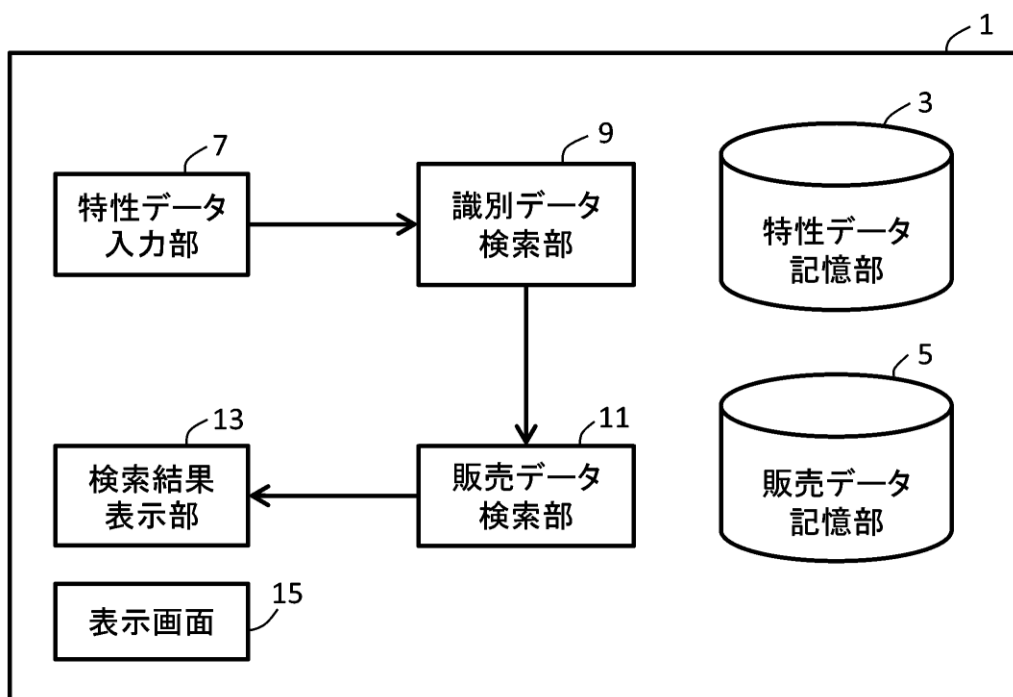 1
7
特性データ
入力部
9
識別データ
検索部
3
特性データ
記憶部
13
検索結果
表示部
11
販売データ
検索部
5
販売データ
記憶部
15
表示画面